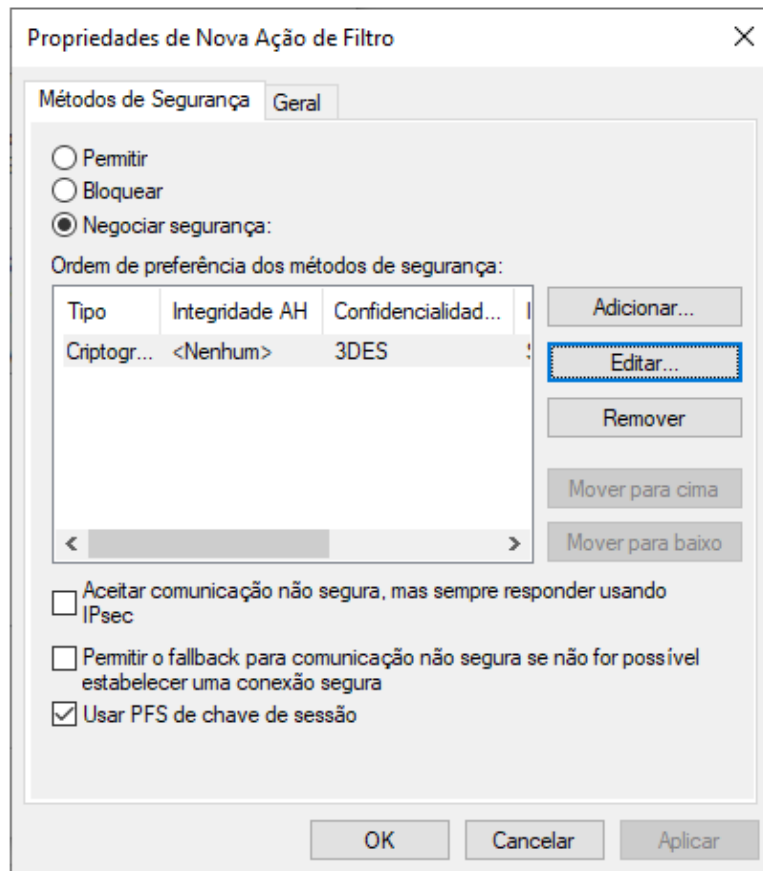 Propriedades de Nova Ação de Filtro
Métodos de Segurança
Geral
Permitir
Bloquear
Negociar segurança:
Ordem de preferência dos métodos de segurança:
Tipo Integridade AH Confidencialidad...
Criptogr... <Nenhum> 3DES
Adicionar...
Editar...
Remover
Mover para cima
Mover para baixo
Aceitar comunicação não segura, mas sempre responder usando
IPsec
Permitir o fallback para comunicação não segura se não for possível
estabelecer uma conexão segura
Usar PFS de chave de sessão
OK Cancelar Aplicar